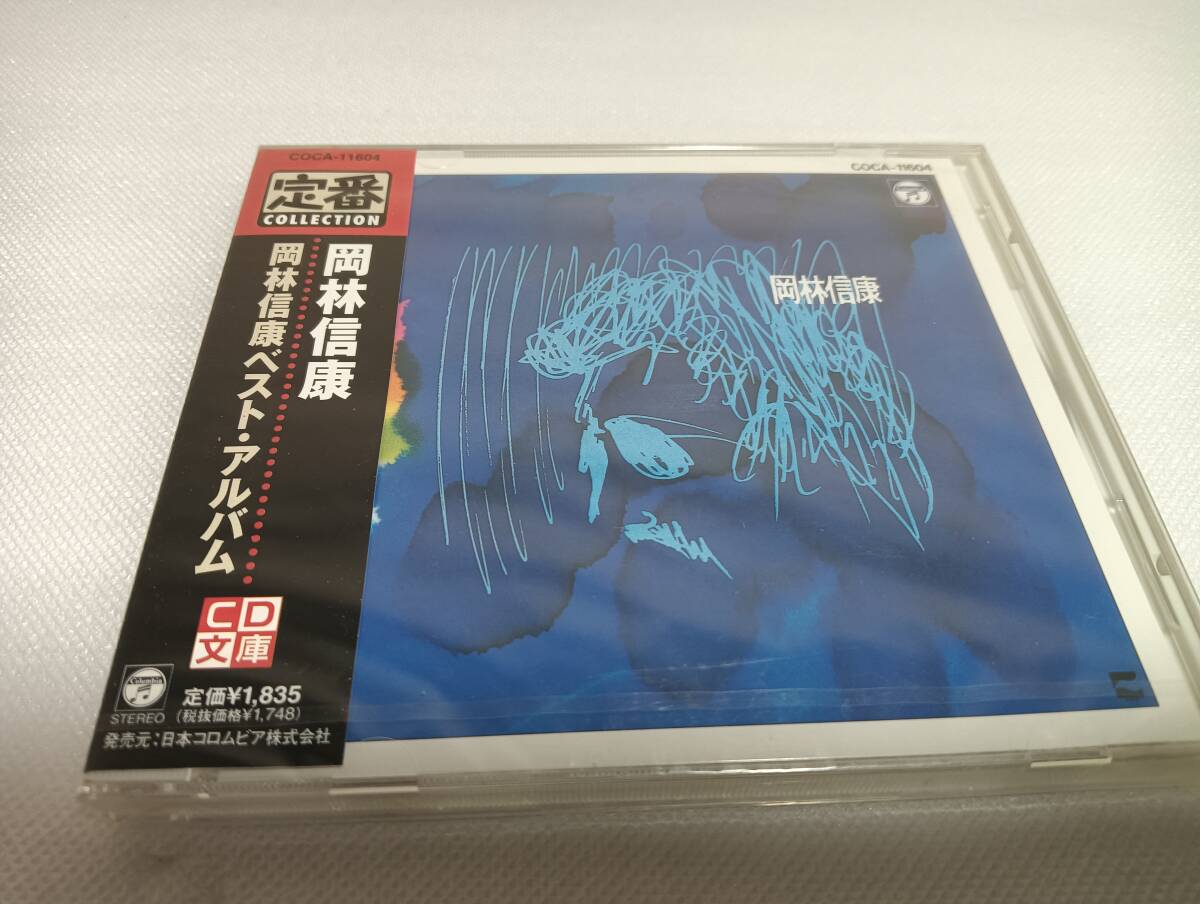 COCA-11604
定番
COLLECTION
岡林信康
岡林信康ベスト・アルバム
CD
文庫
Columbia
STEREO
定価¥1,835
(税抜価格¥1,748)
発売元:日本コロムビア株式会社
COCA-11604
岡林信康